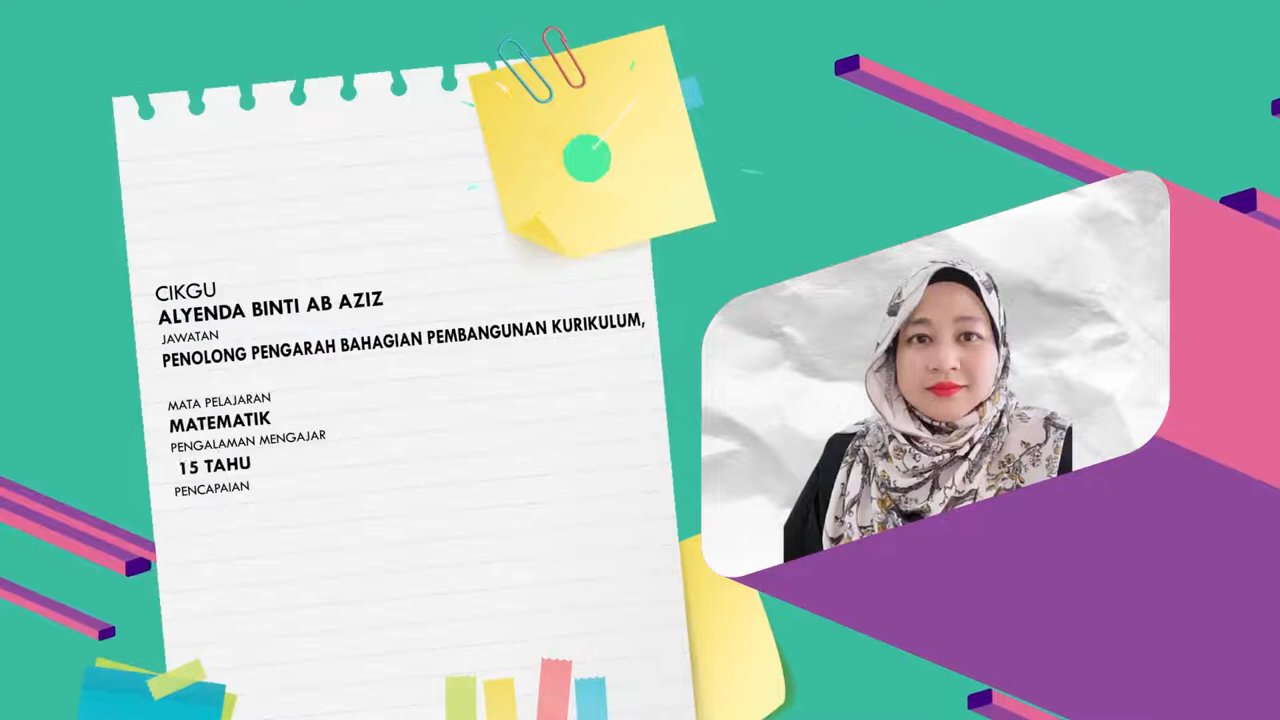 CIKGU
ALYENDA BINTI AB AZIZ
JAWATAN
PENOLONG PENGARAH BAHAGIAN PEMBANGUNAN KURIKULUM,
MATA PELAJARAN
MATEMATIK
PENGALAMAN MENGAJAR
15 TAHU
PENCAPAIAN